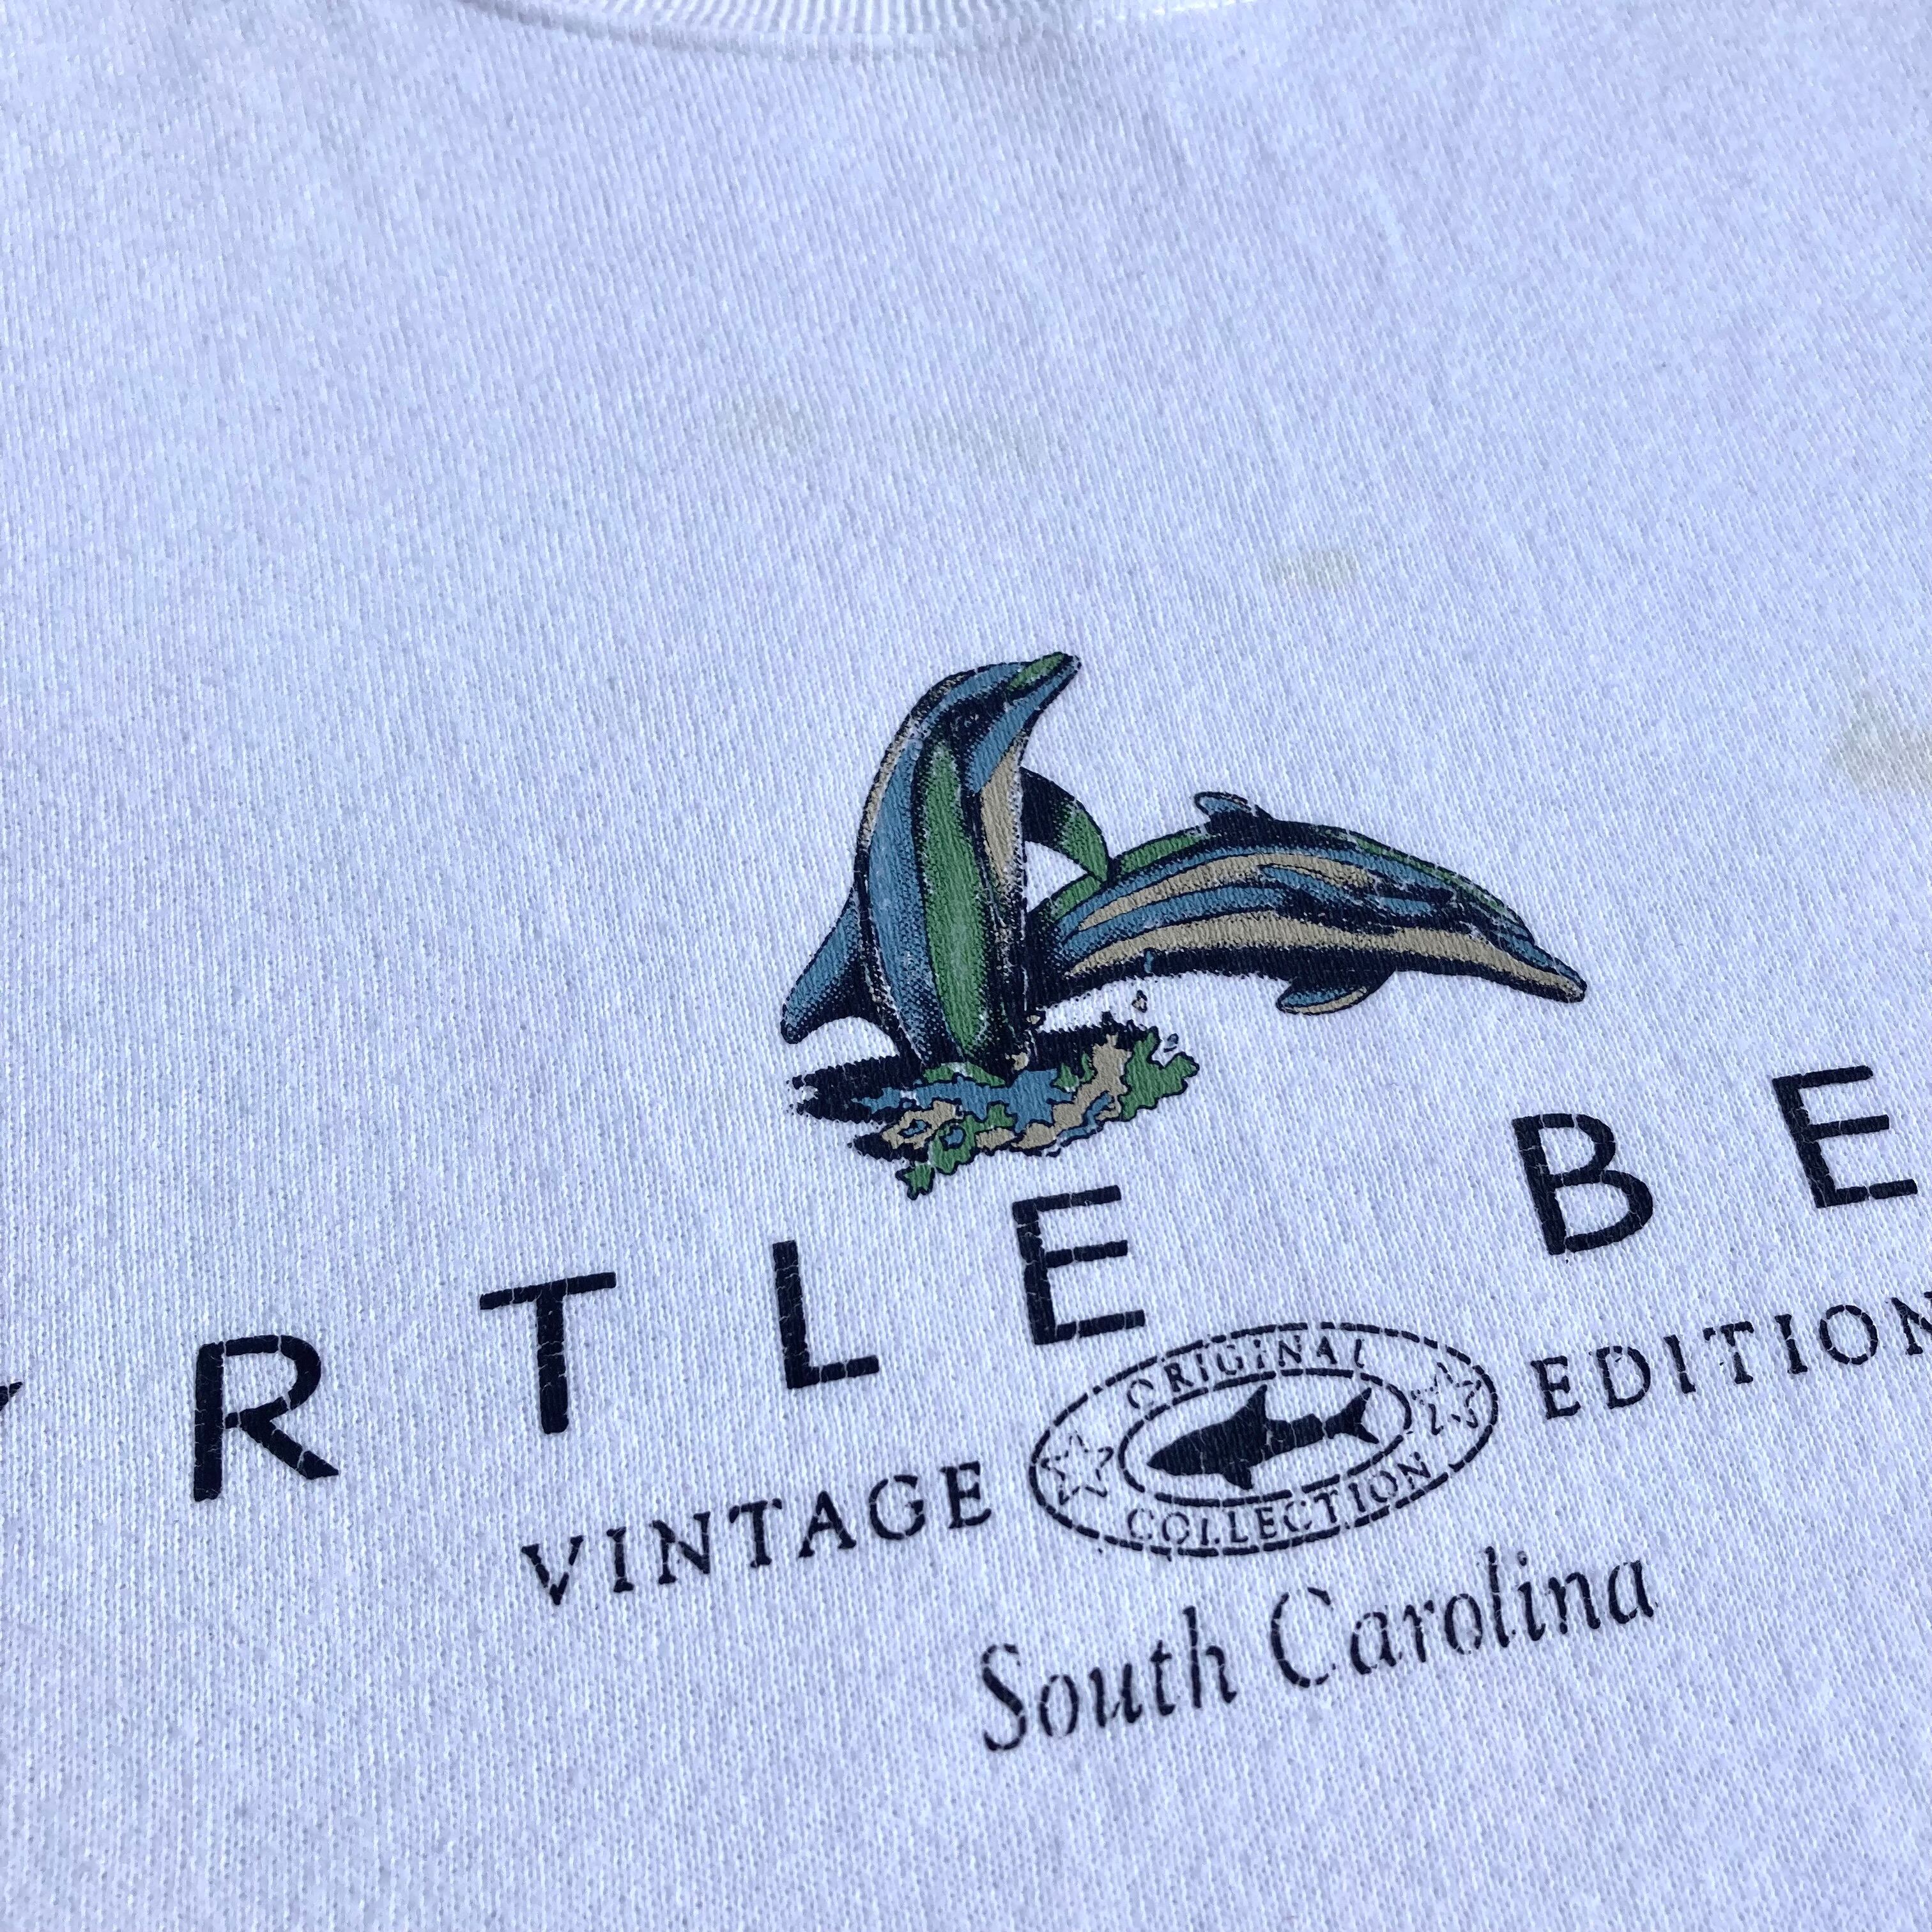 RTLE BE
VINTAGE ORIGINAL COLLECTION EDITION
South Carolina